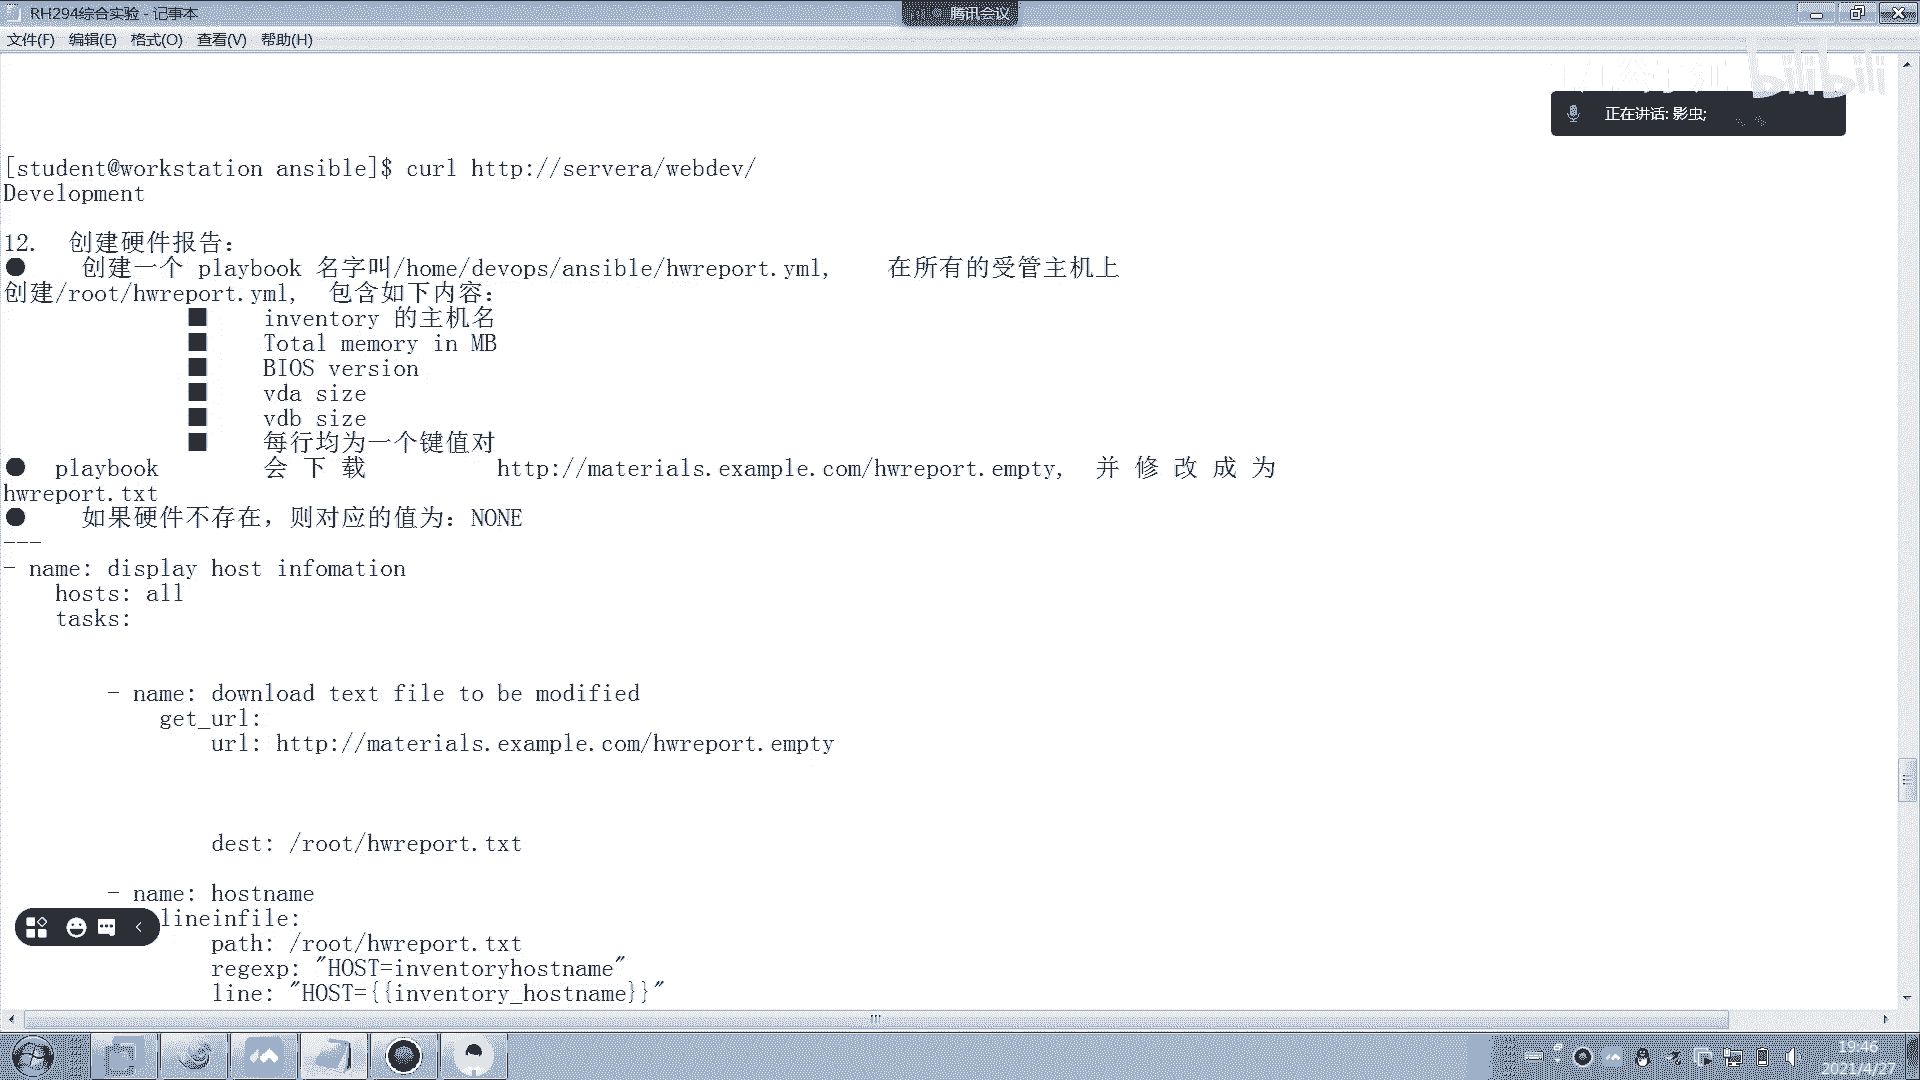 RH294综合实验 - 记事本
腾讯会议
文件(F) 编辑(E) 格式(O) 查看(V) 帮助(H)
bilibili
正在讲话: 影虫;
[student@workstation ansible]$ curl http://servera/webdev/
Development
12. 创建硬件报告：
● 创建一个 playbook 名字叫/home/devops/ansible/hwreport.yml, 在所有的受管主机上
创建/root/hwreport.yml, 包含如下内容：
■ inventory 的主机名
■ Total memory in MB
■ BIOS version
■ vda size
■ vdb size
■ 每行均为一个键值对
● playbook 会 下 载 http://materials.example.com/hwreport.empty, 并 修 改 成 为
hwreport.txt
● 如果硬件不存在，则对应的值为：NONE
---
- name: display host infomation
hosts: all
tasks:
- name: download text file to be modified
get_url:
url: http://materials.example.com/hwreport.empty
dest: /root/hwreport.txt
- name: hostname
lineinfile:
path: /root/hwreport.txt
regexp: "HOST=inventoryhostname"
line: "HOST={{inventory_hostname}}"
19:46
2021/4/27